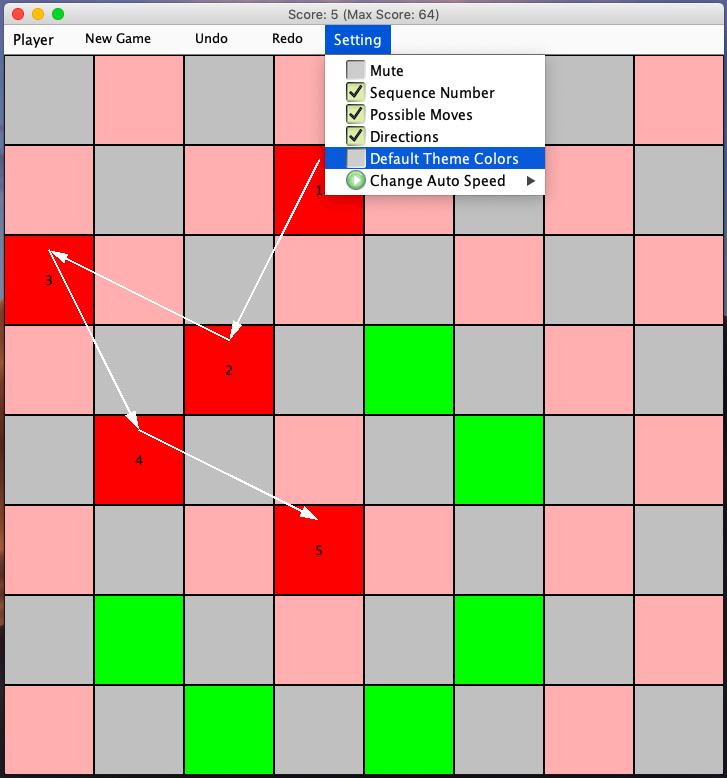 Score: 5 (Max Score: 64)
Player New Game Undo Redo Setting
Mute
Sequence Number
Possible Moves
Directions
Default Theme Colors
Change Auto Speed
1
3
2
4
5